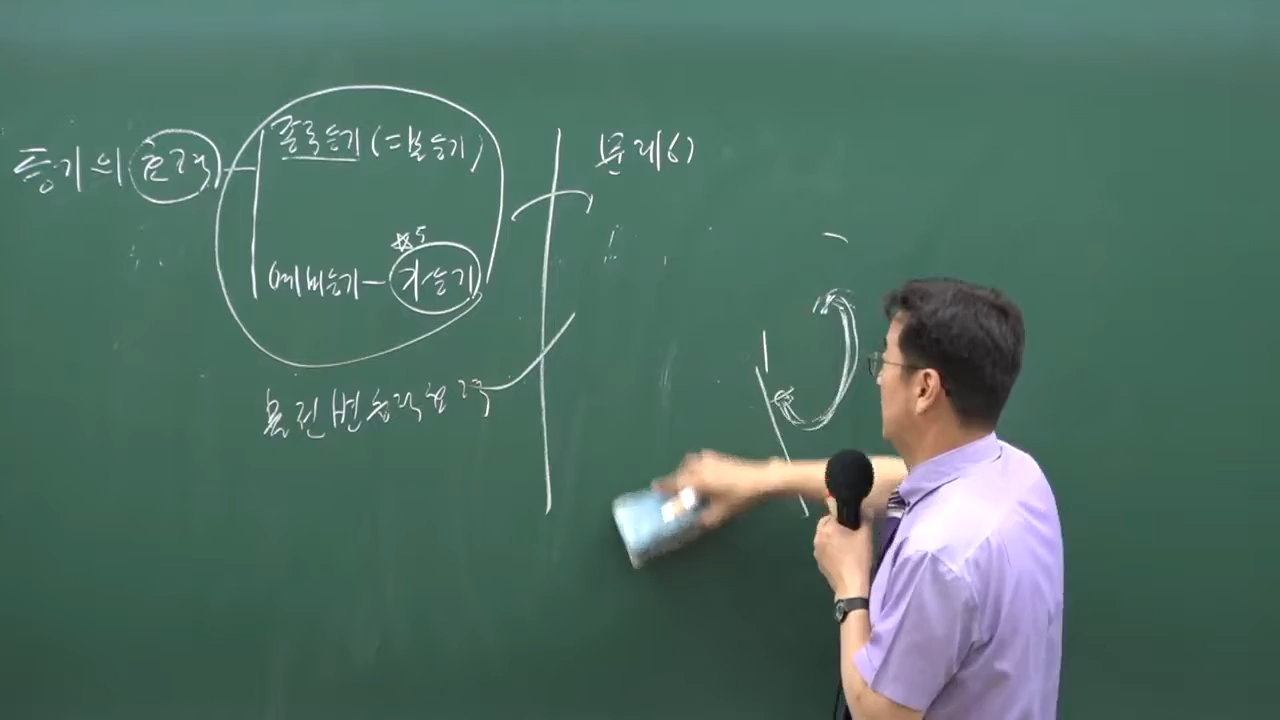 등기의 효력
종국등기 (=본등기)
☆5
예비등기 - 가등기
물권변동적효력
문제6)